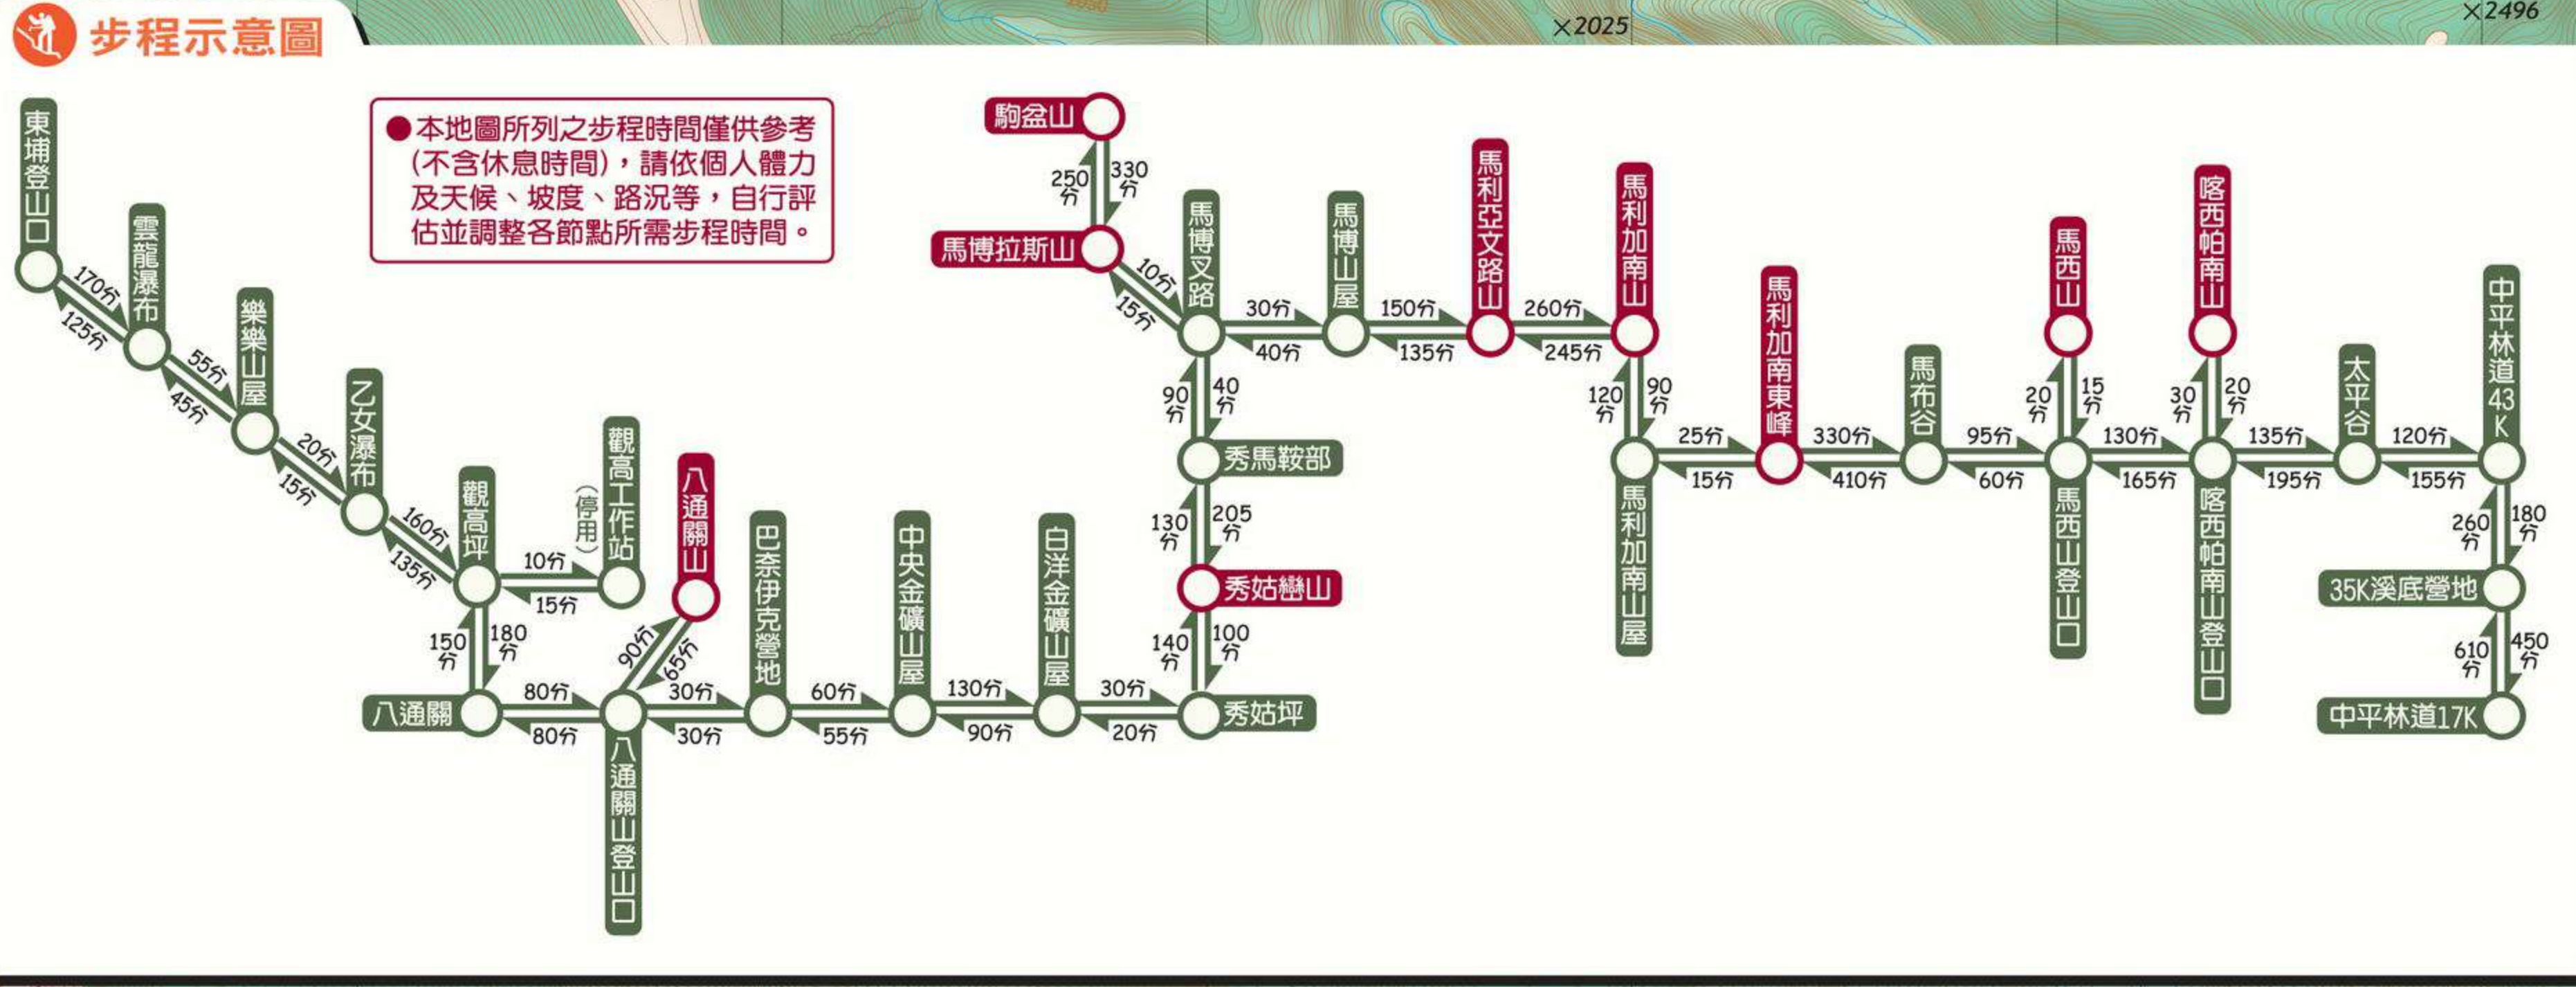 步程示意圖
×2025
×2496
●本地圖所列之步程時間僅供參考
(不含休息時間)，請依個人體力
及天候、坡度、路況等，自行評
估並調整各節點所需步程時間。
東埔登山口
170分
125分
雲龍瀑布
55分
45分
樂樂山屋
20分
15分
乙女瀑布
160分
135分
觀高坪
10分
15分
觀高工作站
(停用)
150分
180分
八通關
80分
80分
八通關山登山口
90分
65分
八通關山
30分
30分
巴奈伊克營地
60分
55分
中央金礦山屋
130分
90分
白洋金礦山屋
30分
20分
秀姑坪
140分
100分
秀姑巒山
130分
205分
秀馬鞍部
90分
40分
馬博叉路
10分
15分
馬博拉斯山
250分
330分
駒盆山
30分
40分
馬博山屋
150分
135分
馬利亞文路山
260分
245分
馬利加南山
120分
90分
馬利加南山屋
25分
15分
馬利加南東峰
330分
410分
馬布谷
95分
60分
馬西山登山口
20分
15分
馬西山
130分
165分
喀西帕南山登山口
30分
20分
喀西帕南山
135分
195分
太平谷
120分
155分
中平林道43K
260分
180分
35K溪底營地
610分
450分
中平林道17K